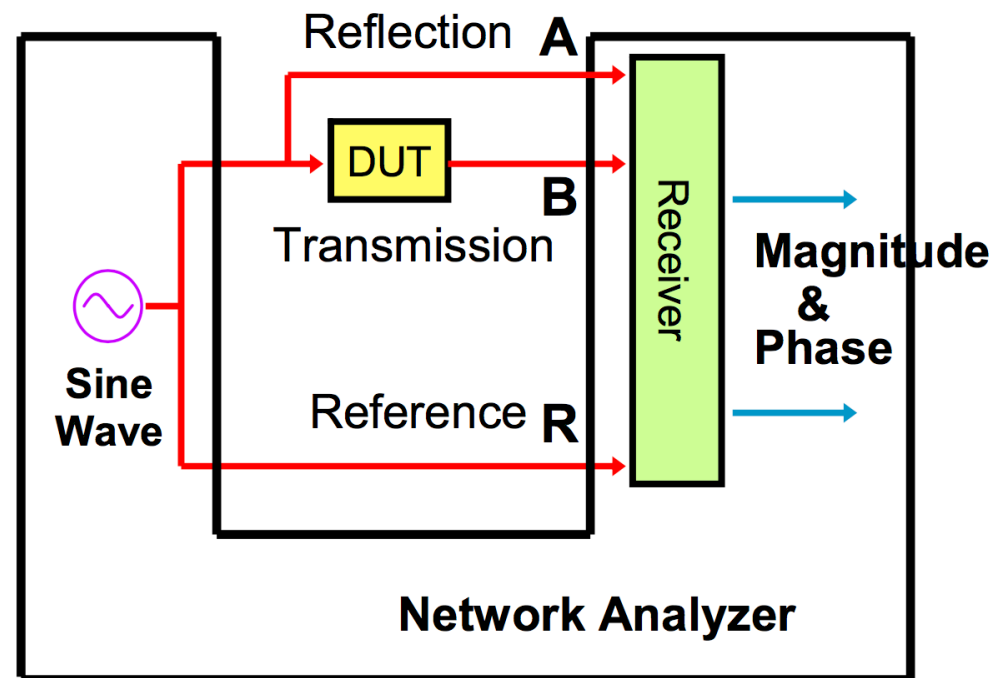 Reflection A
DUT
B
Transmission
Receiver
Magnitude
&
Phase
Sine
Wave
Reference R
Network Analyzer